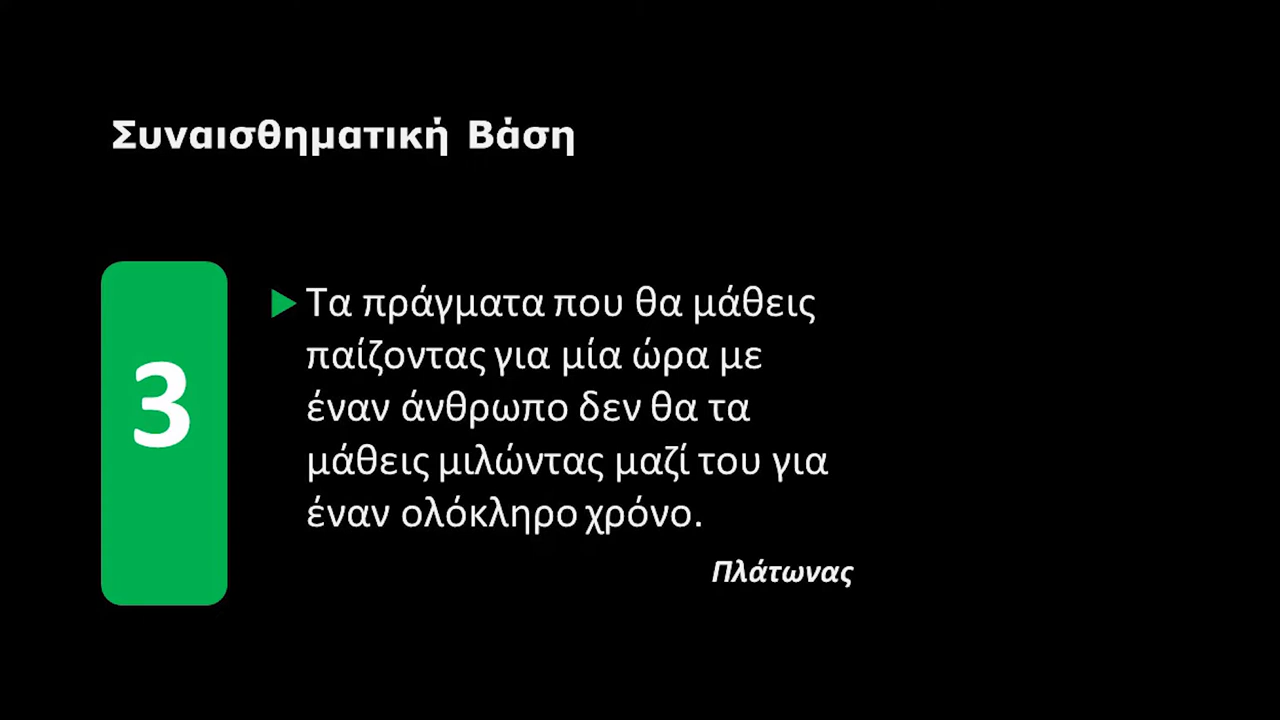 Συναισθηματική Βάση
3
Τα πράγματα που θα μάθεις
παίζοντας για μία ώρα με
έναν άνθρωπο δεν θα τα
μάθεις μιλώντας μαζί του για
έναν ολόκληρο χρόνο.
Πλάτωνας